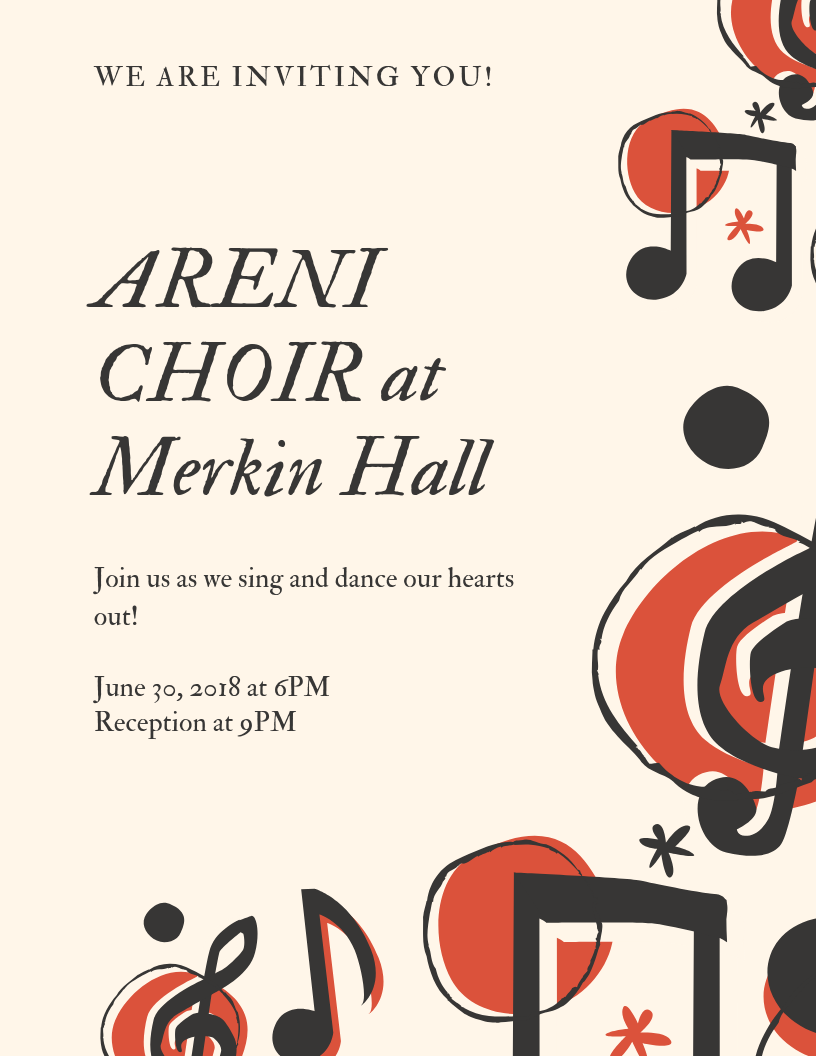 WE ARE INVITING YOU!
ARENI
CHOIR at
Merkin Hall
Join us as we sing and dance our hearts
out!
June 30, 2018 at 6PM
Reception at 9PM